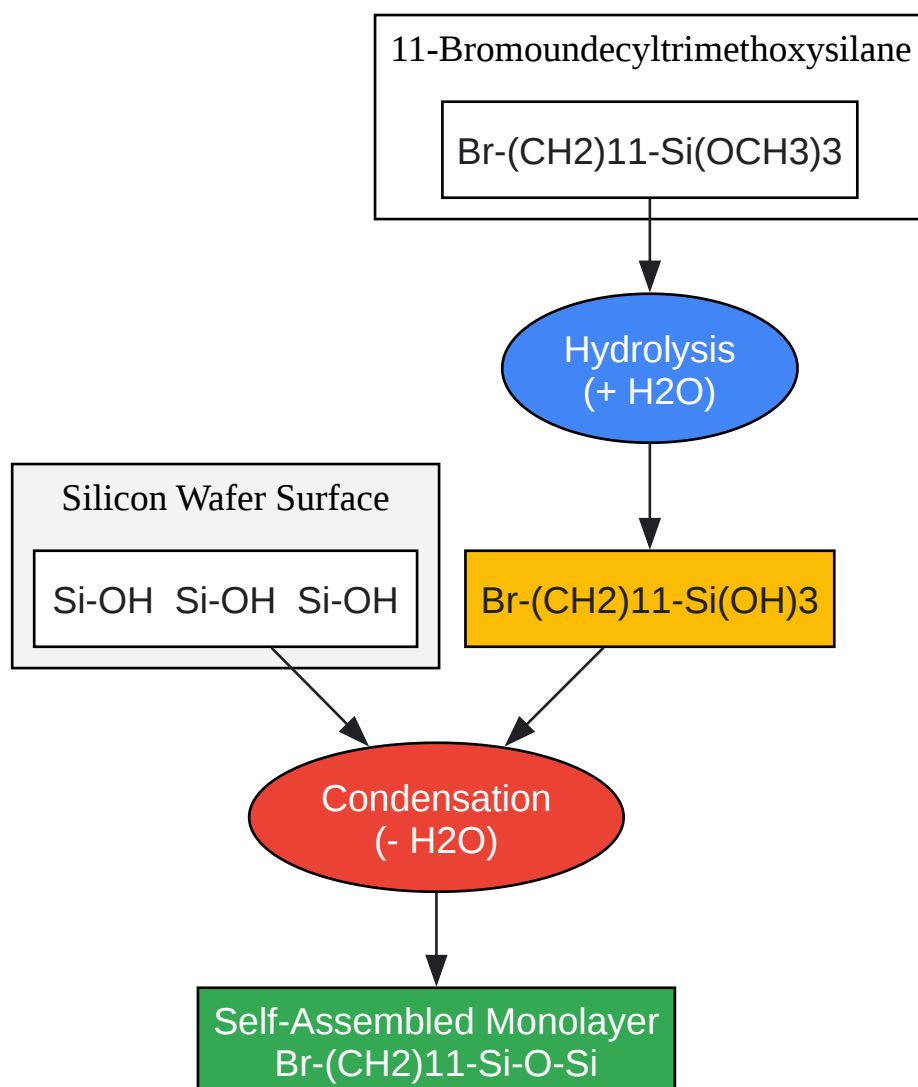 11-Bromoundecyltrimethoxysilane
Br-(CH2)11-Si(OCH3)3
Hydrolysis
(+ H2O)
Silicon Wafer Surface
Si-OH  Si-OH  Si-OH
Br-(CH2)11-Si(OH)3
Condensation
(- H2O)
Self-Assembled Monolayer
Br-(CH2)11-Si-O-Si